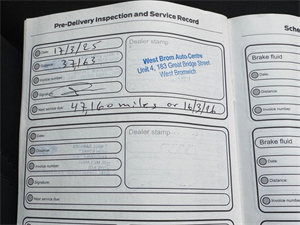 Pre-Delivery Inspection and Service Record
Sche
Date 17/3/25
Dealer stamp
Distance 37163
West Brom Auto Centre
Unit 4, 183 Great Bridge Street
West Bromwich
Invoice number
Signature
Next service due 47,160 miles or 16/3/26
Brake fluid
Date
Distance
Invoice number
Date
Dealer stamp
Distance
Invoice number
Signature
Next service due
Brake fluid
Date
Distance
Invoice number